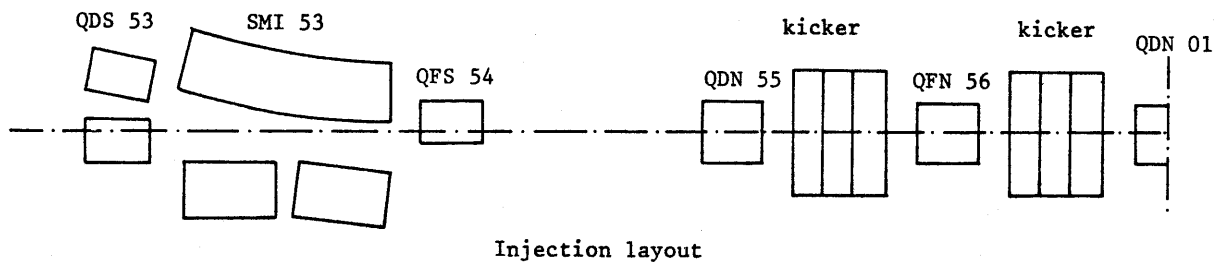 QDS 53
SMI 53
QFS 54
QDN 55
kicker
QFN 56
kicker
QDN 01
Injection layout